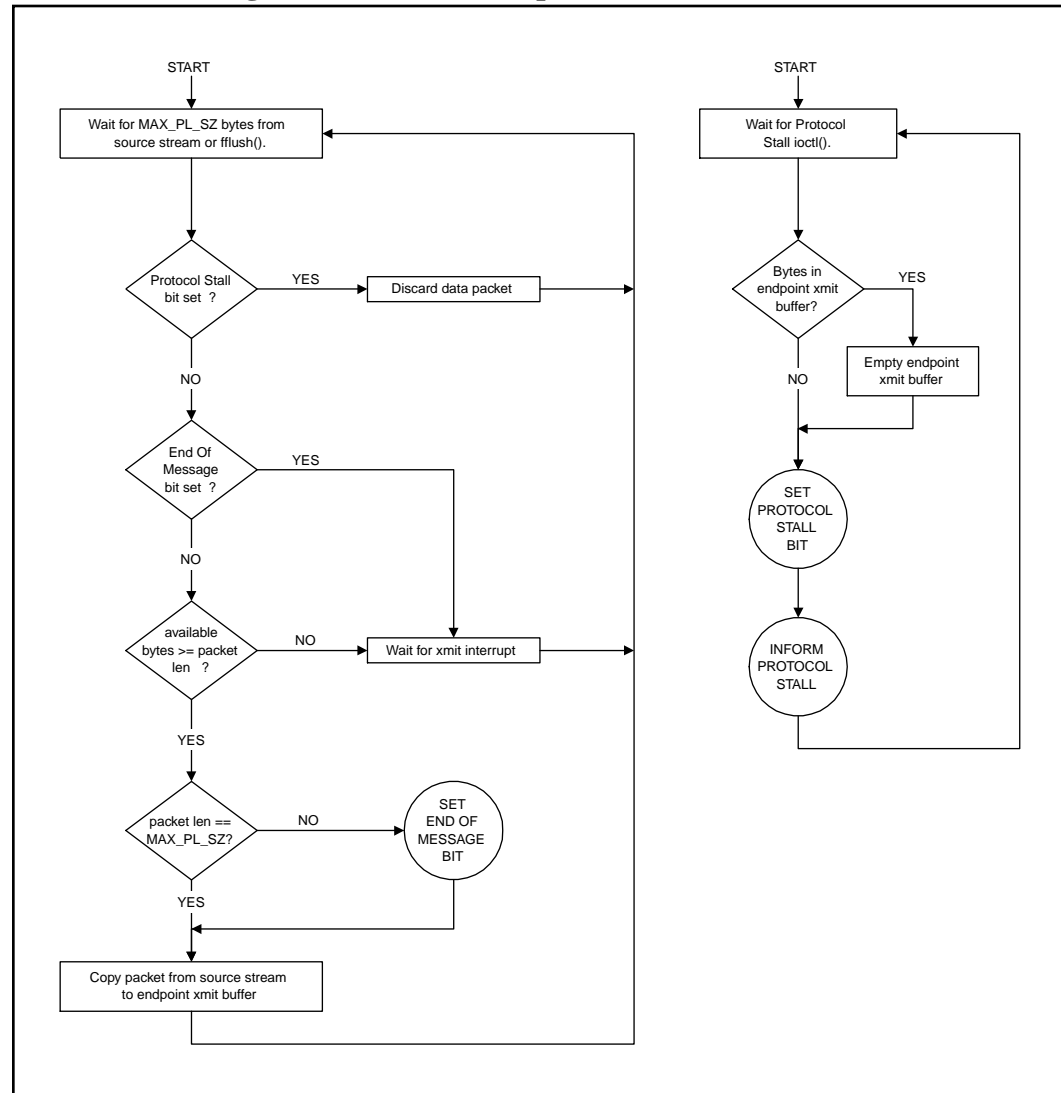 START
Wait for MAX_PL_SZ bytes from
source stream or fflush().
Protocol Stall
bit set ?
YES
Discard data packet
NO
End Of
Message
bit set ?
YES
NO
available
bytes >= packet
len ?
NO
Wait for xmit interrupt
YES
packet len ==
MAX_PL_SZ?
NO
SET
END OF
MESSAGE
BIT
YES
Copy packet from source stream
to endpoint xmit buffer
START
Wait for Protocol
Stall ioctl().
Bytes in
endpoint xmit
buffer?
YES
Empty endpoint
xmit buffer
NO
SET
PROTOCOL
STALL
BIT
INFORM
PROTOCOL
STALL